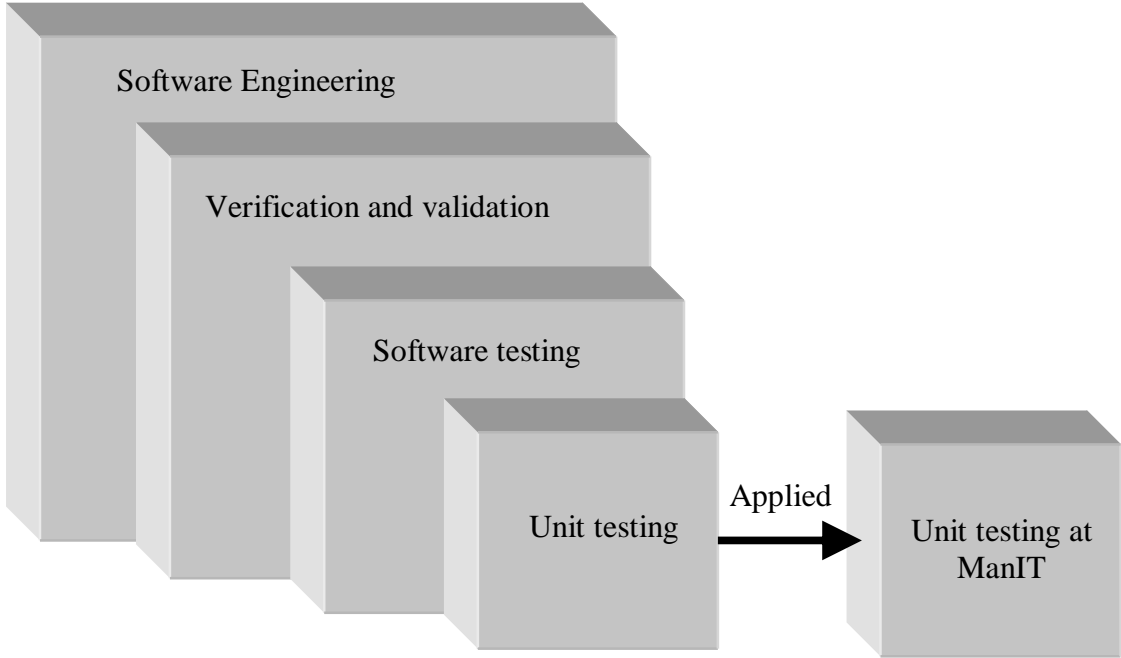 Software Engineering
Verification and validation
Software testing
Unit testing
Applied
Unit testing at
ManIT